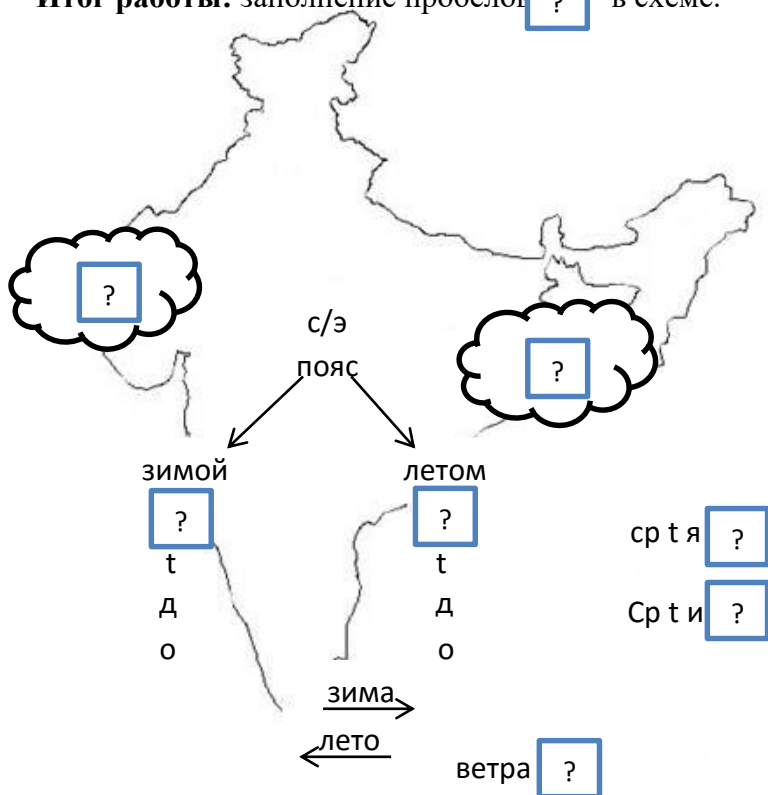 Итог работы: заполнение пробелов ? в схеме.
?
с/э
пояс
?
зимой
летом
?
?
t
t
д
д
о
о
ср t я ?
Ср t и ?
зима
лето
ветра ?